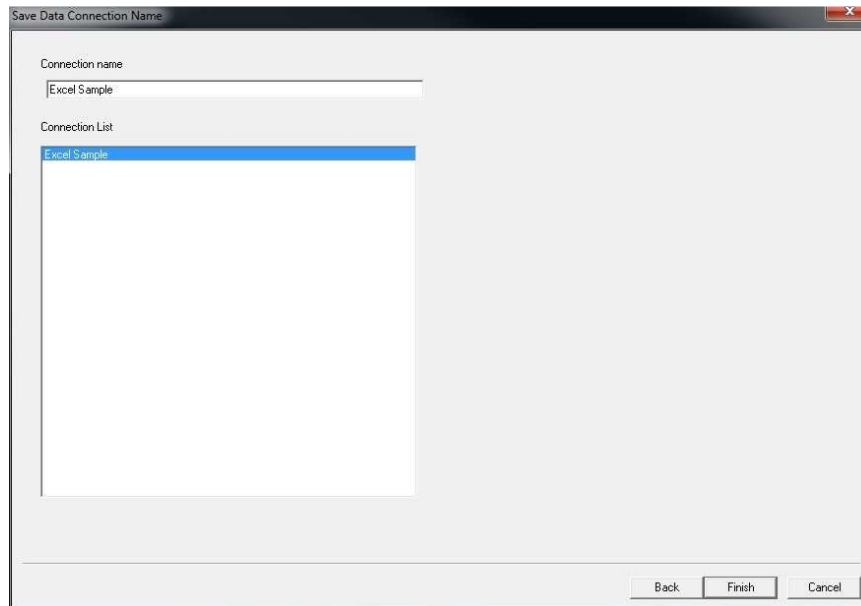 Save Data Connection Name
Connection name
Excel Sample
Connection List
Excel Sample
Back Finish Cancel